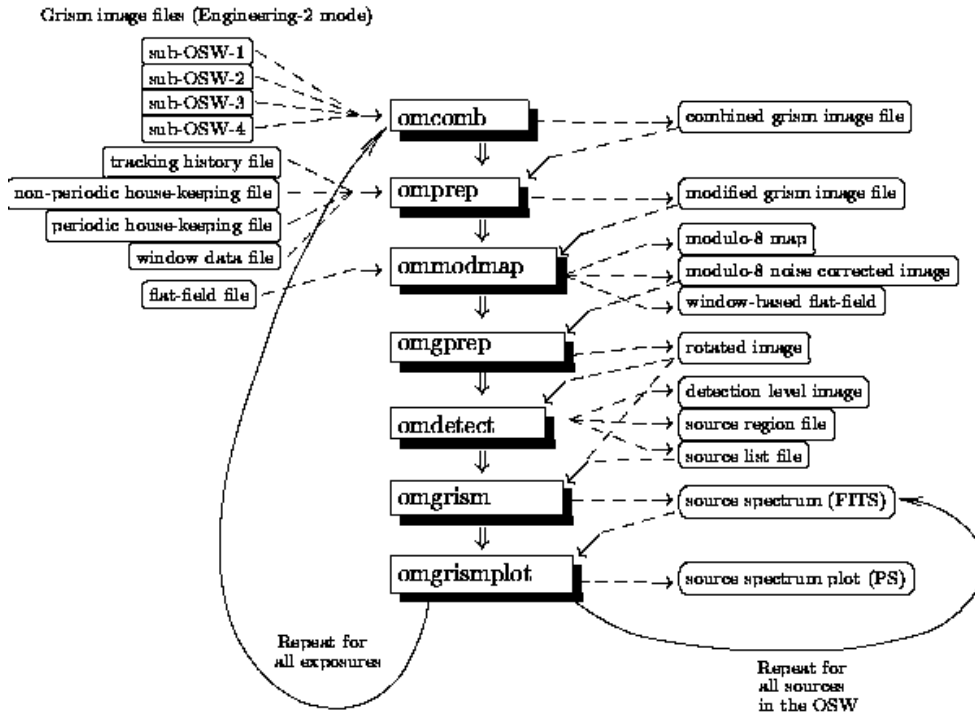 Grism image files (Engineering-2 mode)
sub-OSW-1
sub-OSW-2
sub-OSW-3
sub-OSW-4
omcomb
combined grism image file
tracking history file
non-periodic house-keeping file
periodic house-keeping file
window data file
omprep
modified grism image file
flat-field file
ommodmap
modulo-8 map
modulo-8 noise corrected image
window-based flat-field
omgprep
rotated image
omdetect
detection level image
source region file
source list file
omgrism
source spectrum (FITS)
omgrismplot
source spectrum plot (PS)
Repeat for
all exposures
Repeat for
all sources
in the OSW